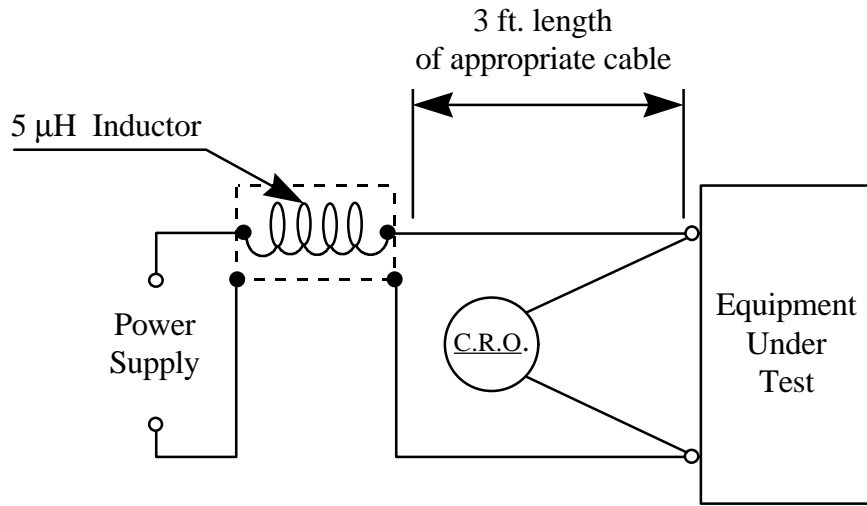 3 ft. length
of appropriate cable
5 μH Inductor
Power
Supply
C.R.O.
Equipment
Under
Test